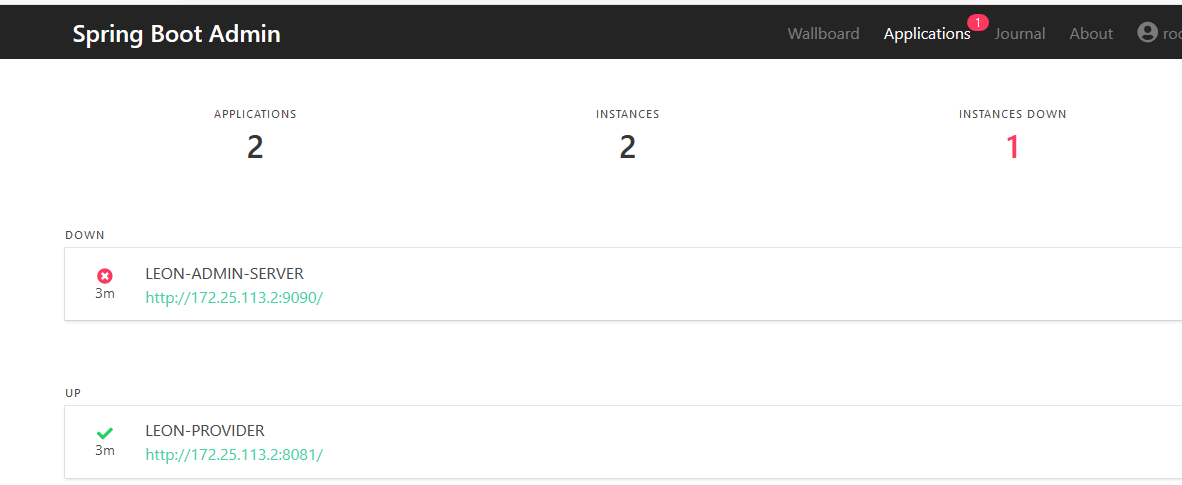 Spring Boot Admin Wallboard Applications 1 Journal About
APPLICATIONS INSTANCES INSTANCES DOWN
2 2 1
DOWN
LEON-ADMIN-SERVER
3m http://172.25.113.2:9090/
UP
LEON-PROVIDER
3m http://172.25.113.2:8081/